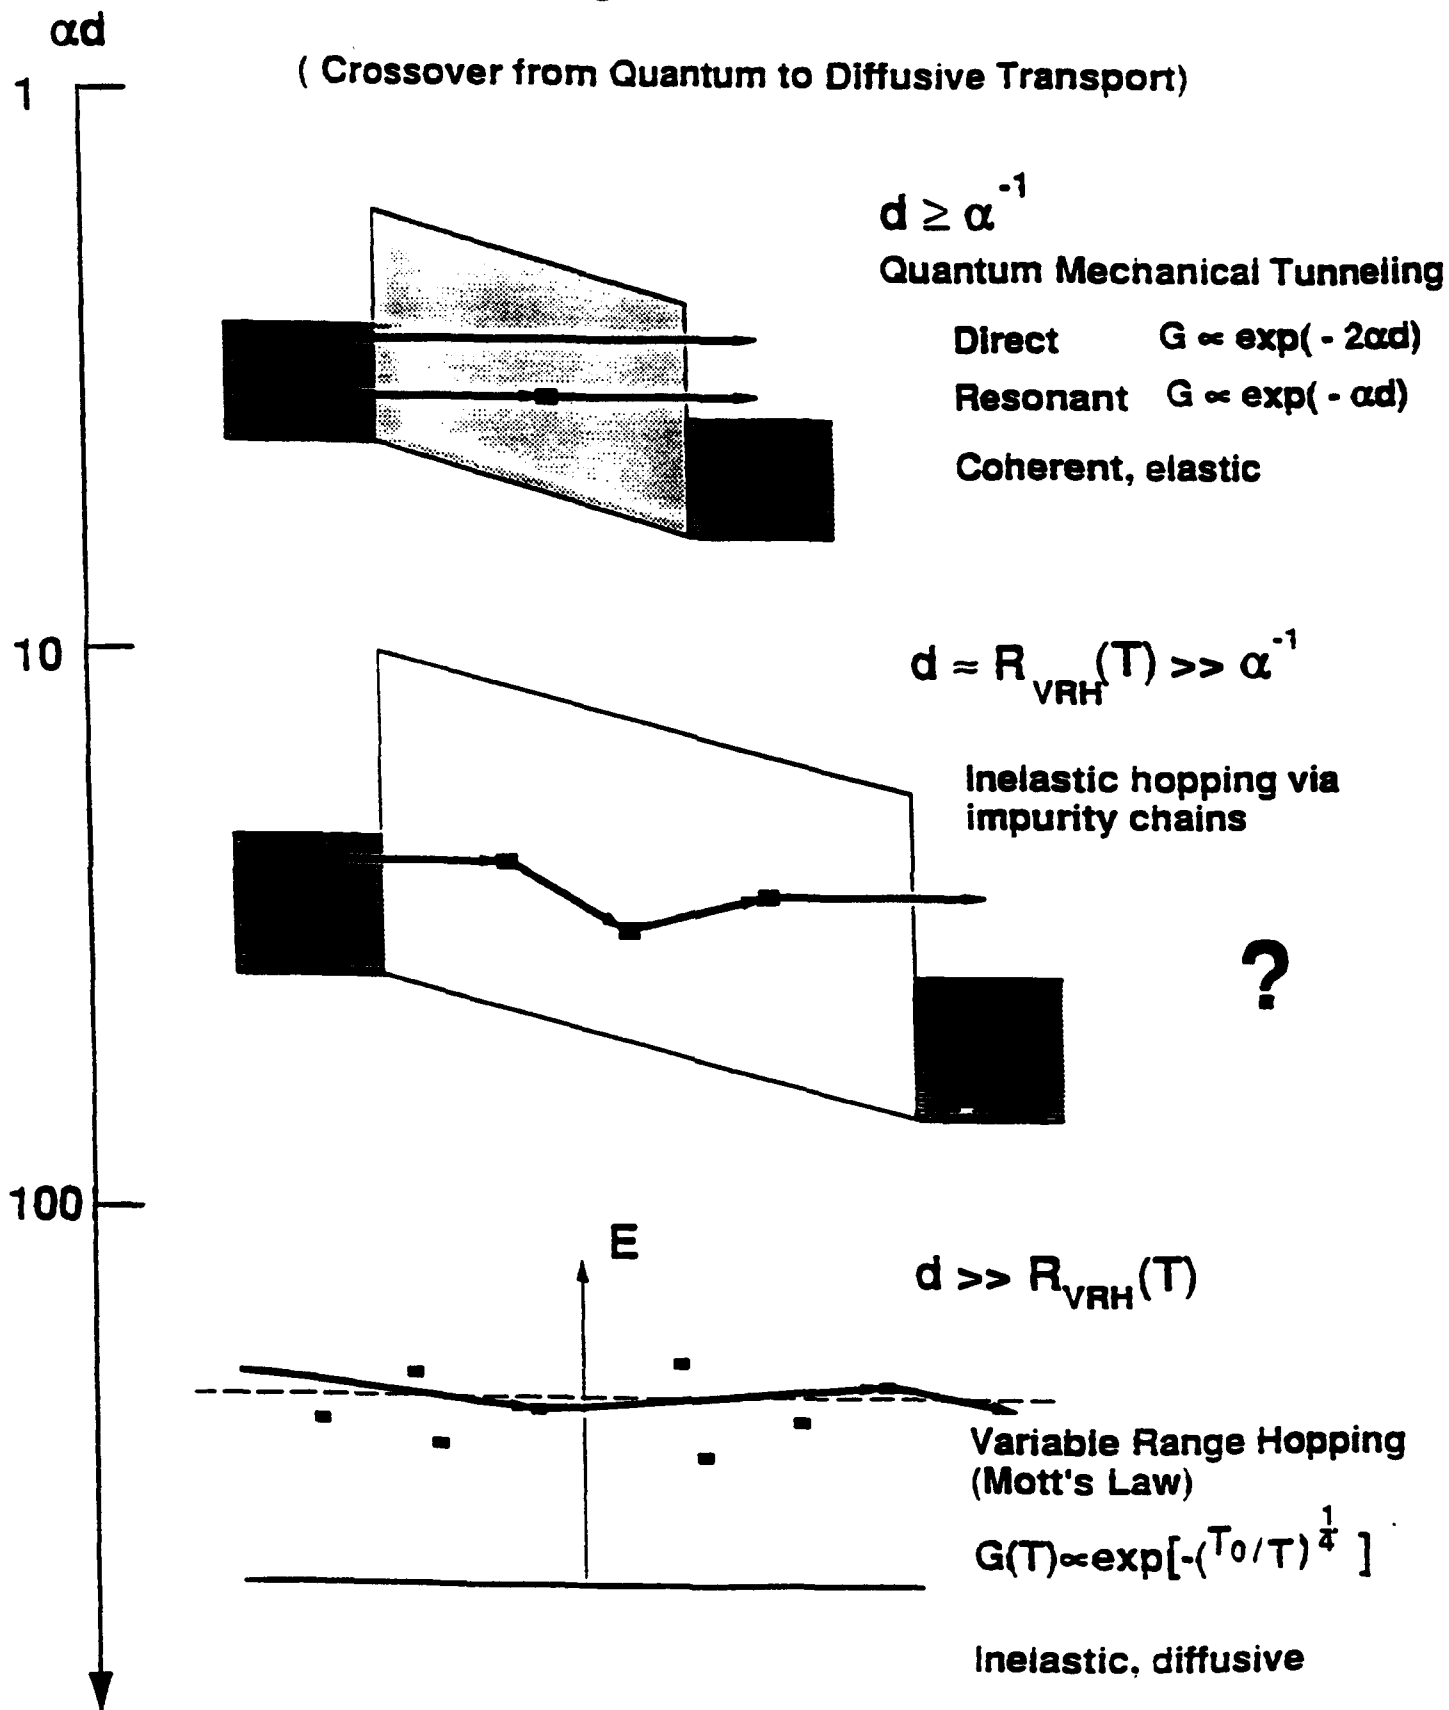 αd
( Crossover from Quantum to Diffusive Transport)
1
d ≥ α⁻¹
Quantum Mechanical Tunneling
Direct G ∝ exp( - 2αd)
Resonant G ∝ exp( - αd)
Coherent, elastic
10
d ≈ R_VRH(T) >> α⁻¹
Inelastic hopping via
impurity chains
?
100
E
d >> R_VRH(T)
Variable Range Hopping
(Mott's Law)
G(T)∝exp[-(T₀/T)^1/4 ]
Inelastic, diffusive